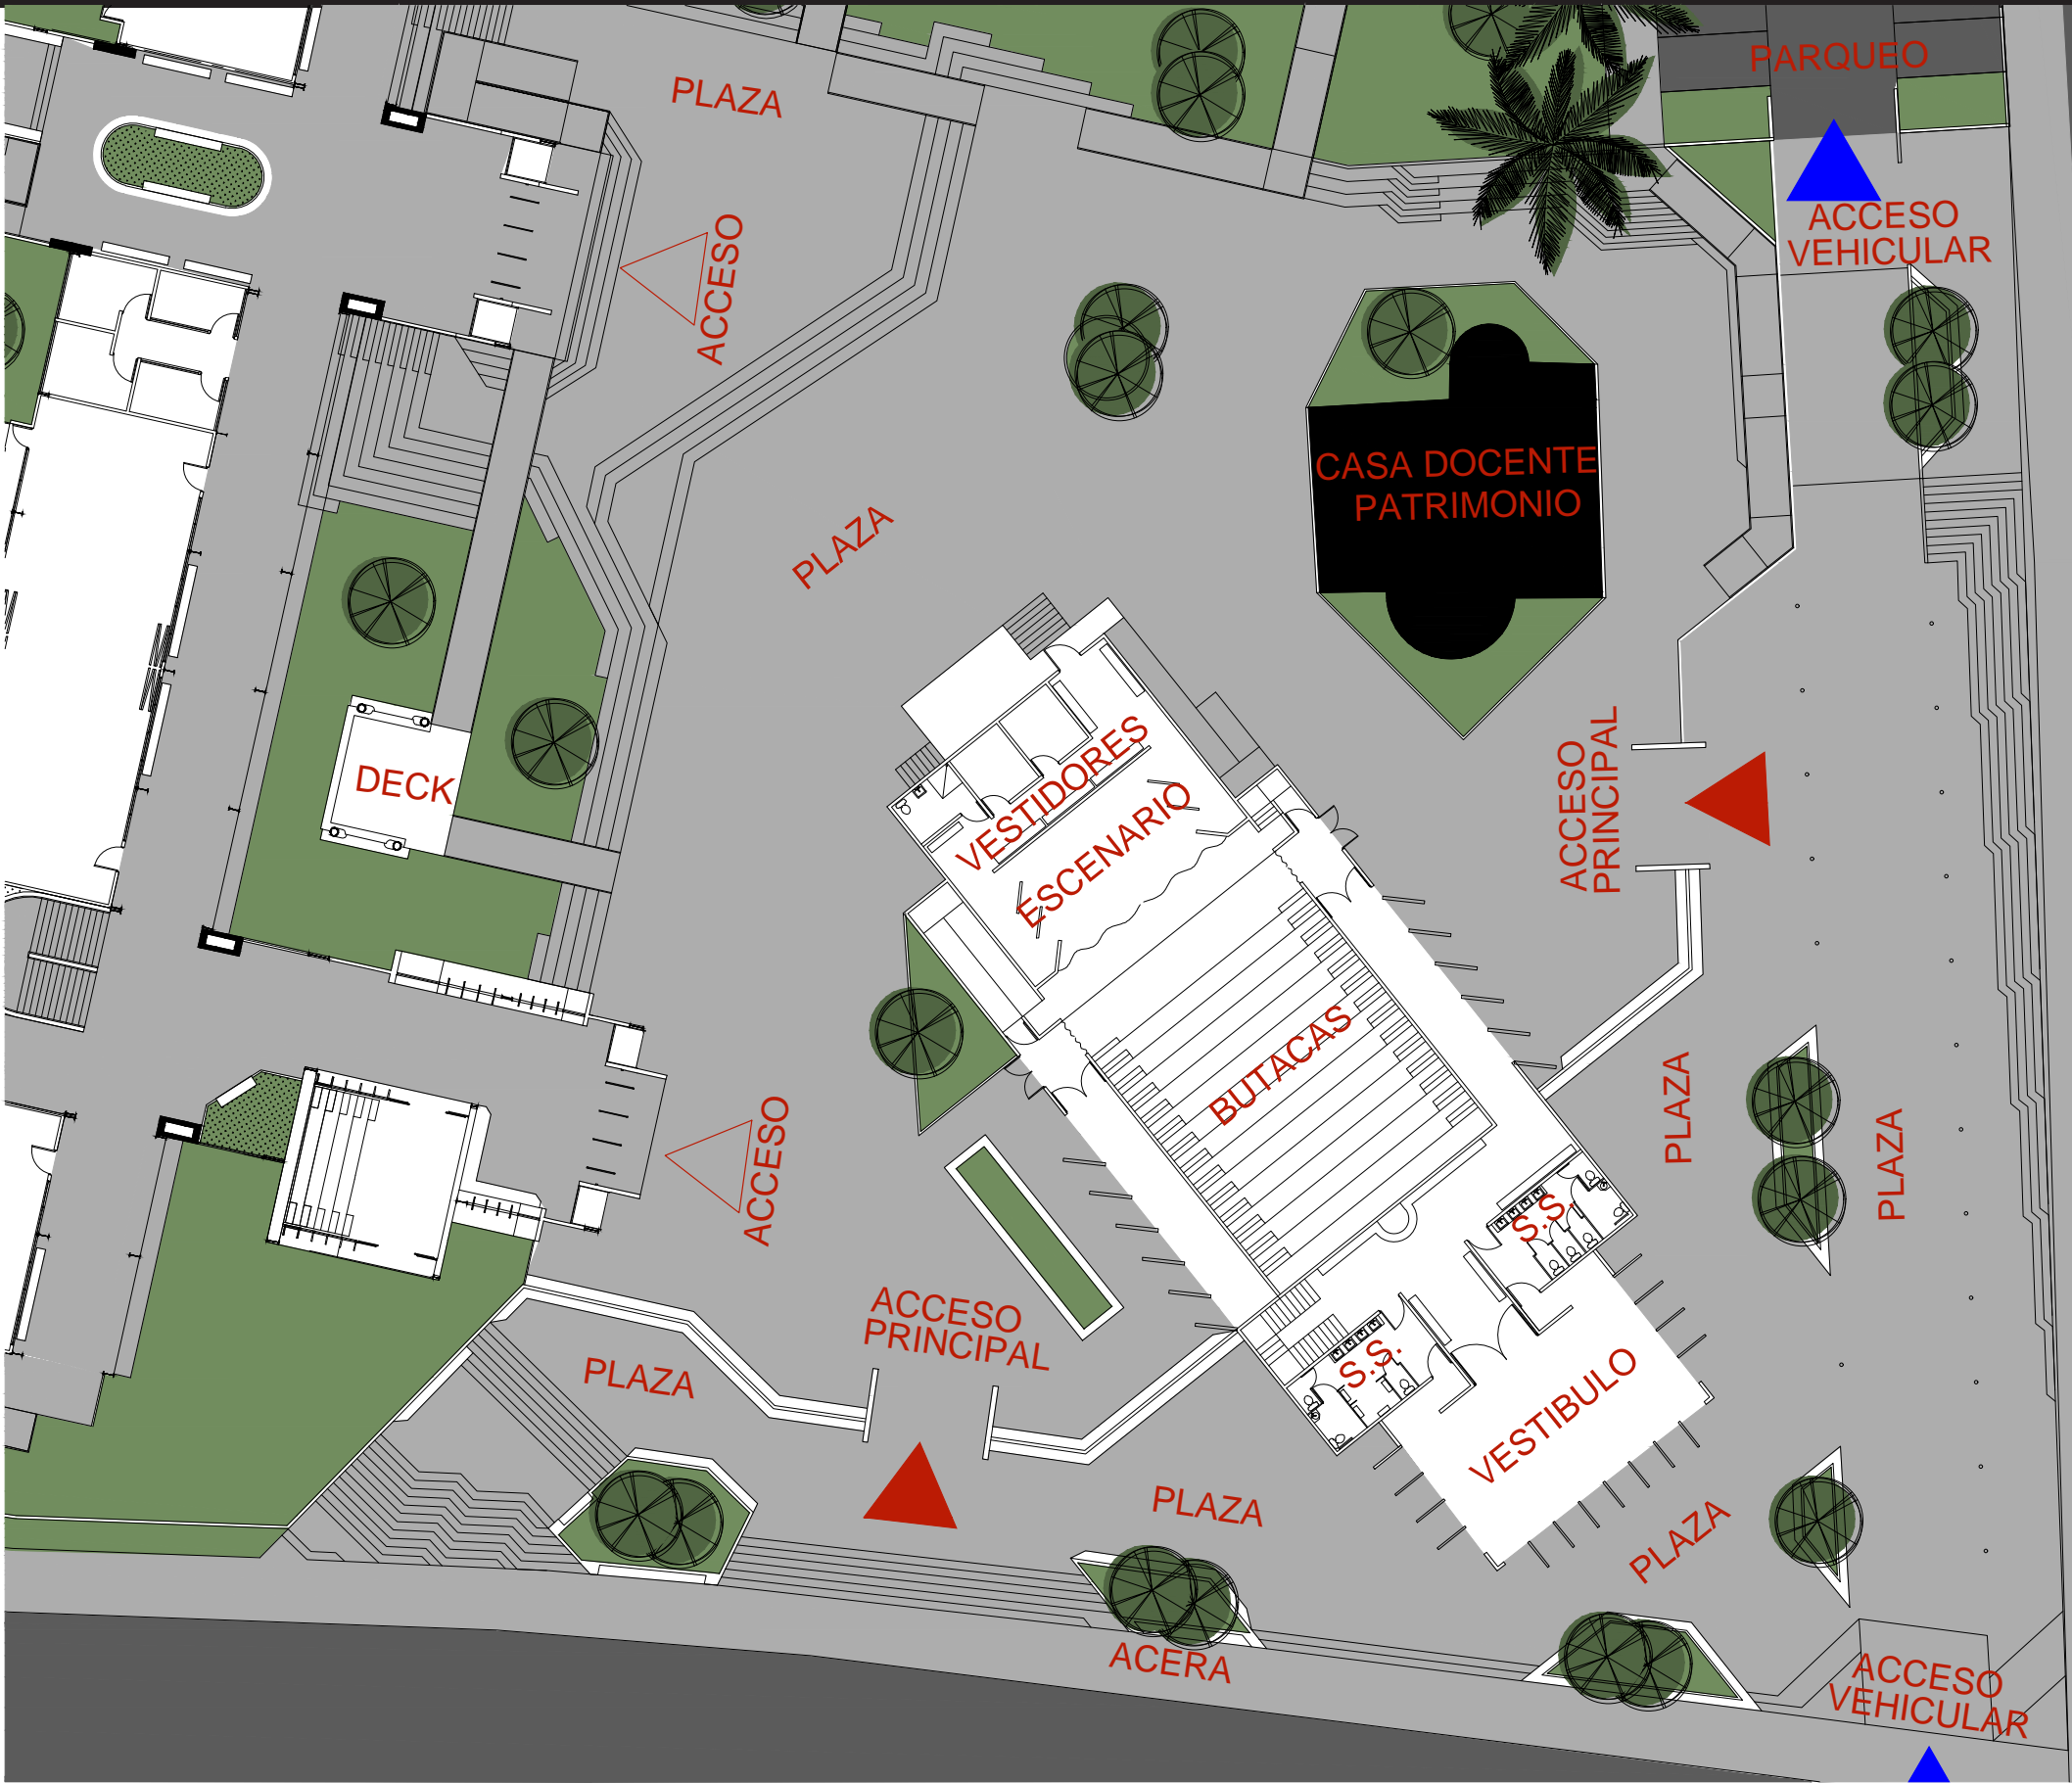 PARQUEO
PLAZA
ACCESO
VEHICULAR
ACCESO
CASA DOCENTE
PATRIMONIO
PLAZA
DECK
VESTIDORES
ESCENARIO
ACCESO
PRINCIPAL
BUTACAS
PLAZA
PLAZA
ACCESO
S.S.
ACCESO
PRINCIPAL
S.S.
PLAZA
VESTIBULO
PLAZA
PLAZA
ACERA
ACCESO
VEHICULAR